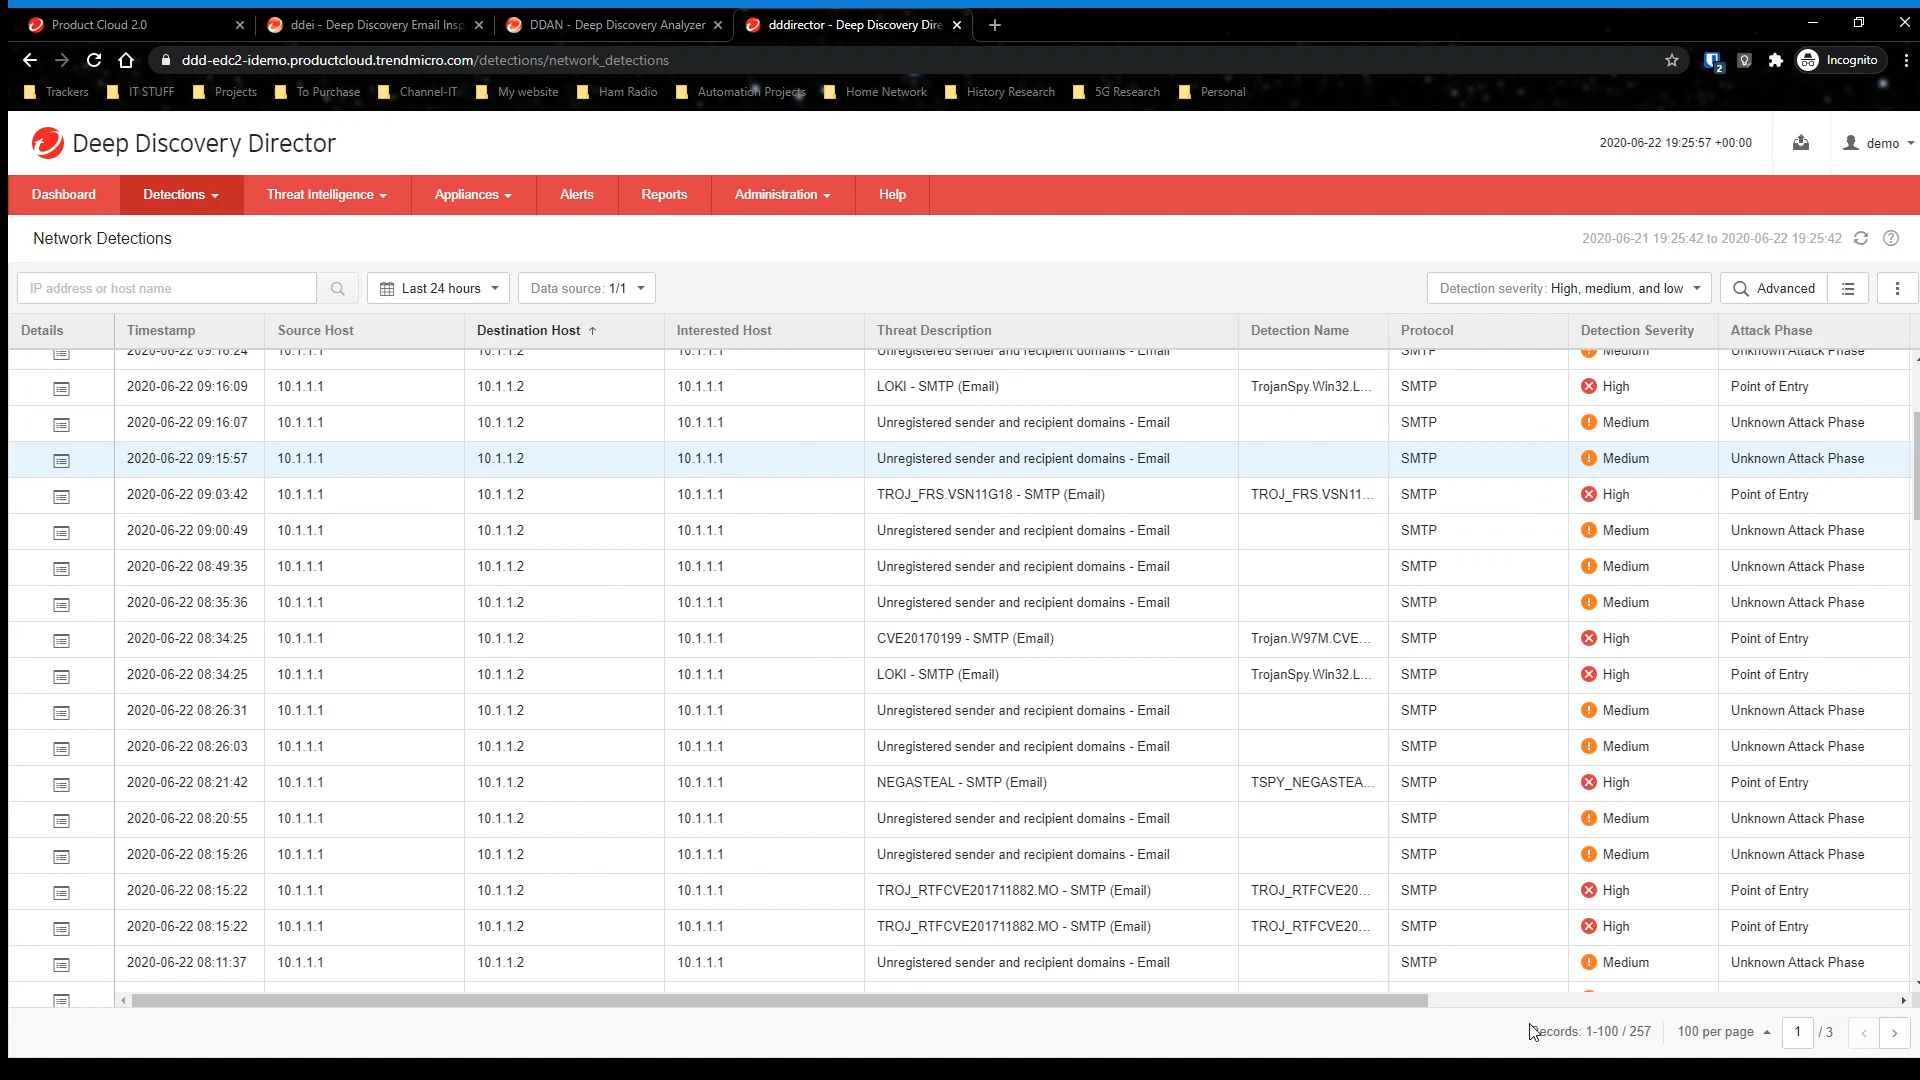 Product Cloud 2.0
ddei - Deep Discovery Email Insp
DDAN - Deep Discovery Analyzer
dddirector - Deep Discovery Dire
ddd-edc2-idemo.productcloud.trendmicro.com/detections/network_detections
2
Incognito
Trackers
IT STUFF
Projects
To Purchase
Channel-IT
My website
Ham Radio
Automation Projects
Home Network
History Research
5G Research
Personal
Deep Discovery Director
2020-06-22 19:25:57 +00:00
demo
Dashboard
Detections
Threat Intelligence
Appliances
Alerts
Reports
Administration
Help
Network Detections
2020-06-21 19:25:42 to 2020-06-22 19:25:42
IP address or host name
Last 24 hours
Data source: 1/1
Detection severity: High, medium, and low
Advanced
Details Timestamp Source Host Destination Host Interested Host Threat Description Detection Name Protocol Detection Severity Attack Phase
2020-06-22 09:16:24 10.1.1.1 10.1.1.2 10.1.1.1 Unregistered sender and recipient domains - Email SMTP Medium Unknown Attack Phase
2020-06-22 09:16:09 10.1.1.1 10.1.1.2 10.1.1.1 LOKI - SMTP (Email) TrojanSpy.Win32.L... SMTP High Point of Entry
2020-06-22 09:16:07 10.1.1.1 10.1.1.2 10.1.1.1 Unregistered sender and recipient domains - Email SMTP Medium Unknown Attack Phase
2020-06-22 09:15:57 10.1.1.1 10.1.1.2 10.1.1.1 Unregistered sender and recipient domains - Email SMTP Medium Unknown Attack Phase
2020-06-22 09:03:42 10.1.1.1 10.1.1.2 10.1.1.1 TROJ_FRS.VSN11G18 - SMTP (Email) TROJ_FRS.VSN11... SMTP High Point of Entry
2020-06-22 09:00:49 10.1.1.1 10.1.1.2 10.1.1.1 Unregistered sender and recipient domains - Email SMTP Medium Unknown Attack Phase
2020-06-22 08:49:35 10.1.1.1 10.1.1.2 10.1.1.1 Unregistered sender and recipient domains - Email SMTP Medium Unknown Attack Phase
2020-06-22 08:35:36 10.1.1.1 10.1.1.2 10.1.1.1 Unregistered sender and recipient domains - Email SMTP Medium Unknown Attack Phase
2020-06-22 08:34:25 10.1.1.1 10.1.1.2 10.1.1.1 CVE20170199 - SMTP (Email) Trojan.W97M.CVE... SMTP High Point of Entry
2020-06-22 08:34:25 10.1.1.1 10.1.1.2 10.1.1.1 LOKI - SMTP (Email) TrojanSpy.Win32.L... SMTP High Point of Entry
2020-06-22 08:26:31 10.1.1.1 10.1.1.2 10.1.1.1 Unregistered sender and recipient domains - Email SMTP Medium Unknown Attack Phase
2020-06-22 08:26:03 10.1.1.1 10.1.1.2 10.1.1.1 Unregistered sender and recipient domains - Email SMTP Medium Unknown Attack Phase
2020-06-22 08:21:42 10.1.1.1 10.1.1.2 10.1.1.1 NEGASTEAL - SMTP (Email) TSPY_NEGASTEA... SMTP High Point of Entry
2020-06-22 08:20:55 10.1.1.1 10.1.1.2 10.1.1.1 Unregistered sender and recipient domains - Email SMTP Medium Unknown Attack Phase
2020-06-22 08:15:26 10.1.1.1 10.1.1.2 10.1.1.1 Unregistered sender and recipient domains - Email SMTP Medium Unknown Attack Phase
2020-06-22 08:15:22 10.1.1.1 10.1.1.2 10.1.1.1 TROJ_RTFCVE201711882.MO - SMTP (Email) TROJ_RTFCVE20... SMTP High Point of Entry
2020-06-22 08:15:22 10.1.1.1 10.1.1.2 10.1.1.1 TROJ_RTFCVE201711882.MO - SMTP (Email) TROJ_RTFCVE20... SMTP High Point of Entry
2020-06-22 08:11:37 10.1.1.1 10.1.1.2 10.1.1.1 Unregistered sender and recipient domains - Email SMTP Medium Unknown Attack Phase
ecords: 1-100 / 257
100 per page
1 / 3